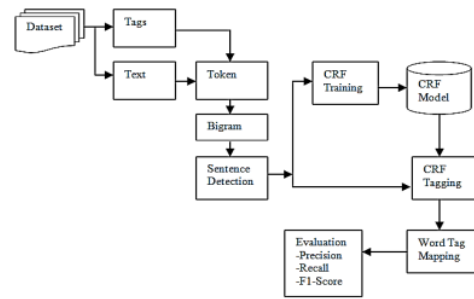 Dataset
Tags
Text
Token
Bigram
Sentence
Detection
CRF
Training
CRF
Model
CRF
Tagging
Word Tag
Mapping
Evaluation
-Precision
-Recall
-F1-Score